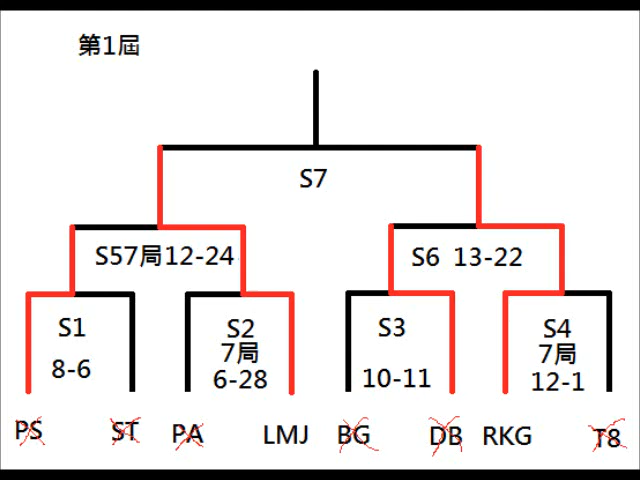 第1屆
S7
S57局12-24
S6 13-22
S1
8-6
S2
7局
6-28
S3
10-11
S4
7局
12-1
PS ST PA LMJ BG DB RKG T8